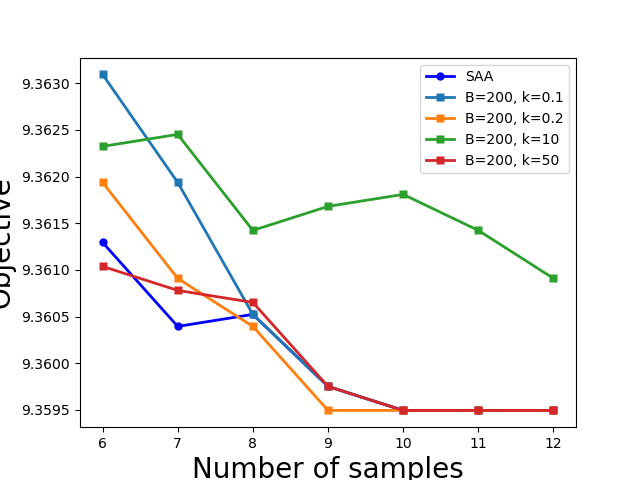 9.3630
9.3625
9.3620
9.3615
9.3610
9.3605
9.3600
9.3595
Objective
SAA
B=200, k=0.1
B=200, k=0.2
B=200, k=10
B=200, k=50
6 7 8 9 10 11 12
Number of samples